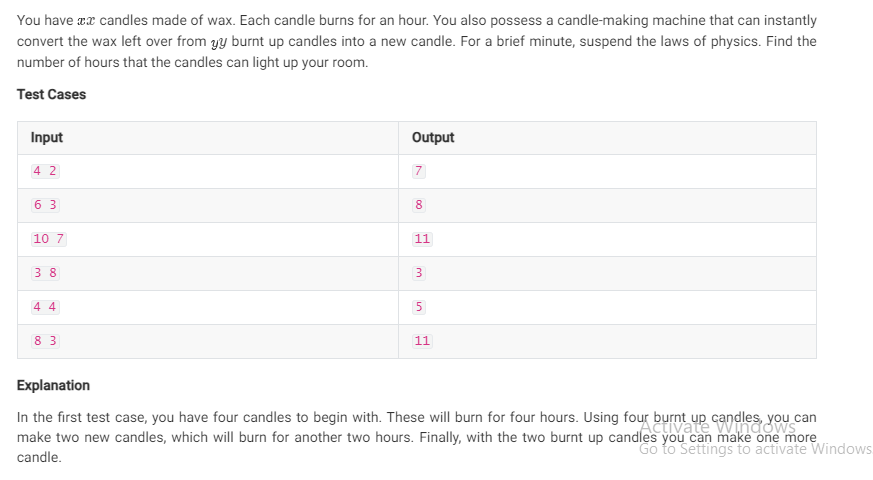 You have xx candles made of wax. Each candle burns for an hour. You also possess a candle-making machine that can instantly
convert the wax left over from yy burnt up candles into a new candle. For a brief minute, suspend the laws of physics. Find the
number of hours that the candles can light up your room.
Test Cases
Input Output
4 2 7
6 3 8
10 7 11
3 8 3
4 4 5
8 3 11
Explanation
In the first test case, you have four candles to begin with. These will burn for four hours. Using four burnt up candles, you can
make two new candles, which will burn for another two hours. Finally, with the two burnt up candles you can make one more
candle.
Activate Windows
Go to Settings to activate Windows